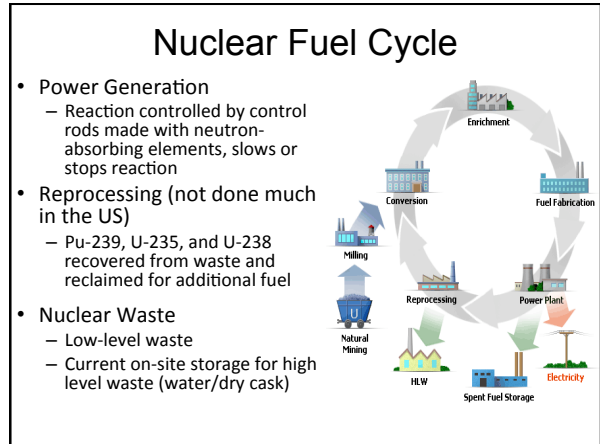 Nuclear Fuel Cycle
• Power Generation
– Reaction controlled by control
rods made with neutron-
absorbing elements, slows or
stops reaction
• Reprocessing (not done much
in the US)
– Pu-239, U-235, and U-238
recovered from waste and
reclaimed for additional fuel
• Nuclear Waste
– Low-level waste
– Current on-site storage for high
level waste (water/dry cask)
Enrichment
Conversion
Fuel Fabrication
Milling
Reprocessing
Power Plant
U
Natural
Mining
HLW
Spent Fuel Storage
Electricity